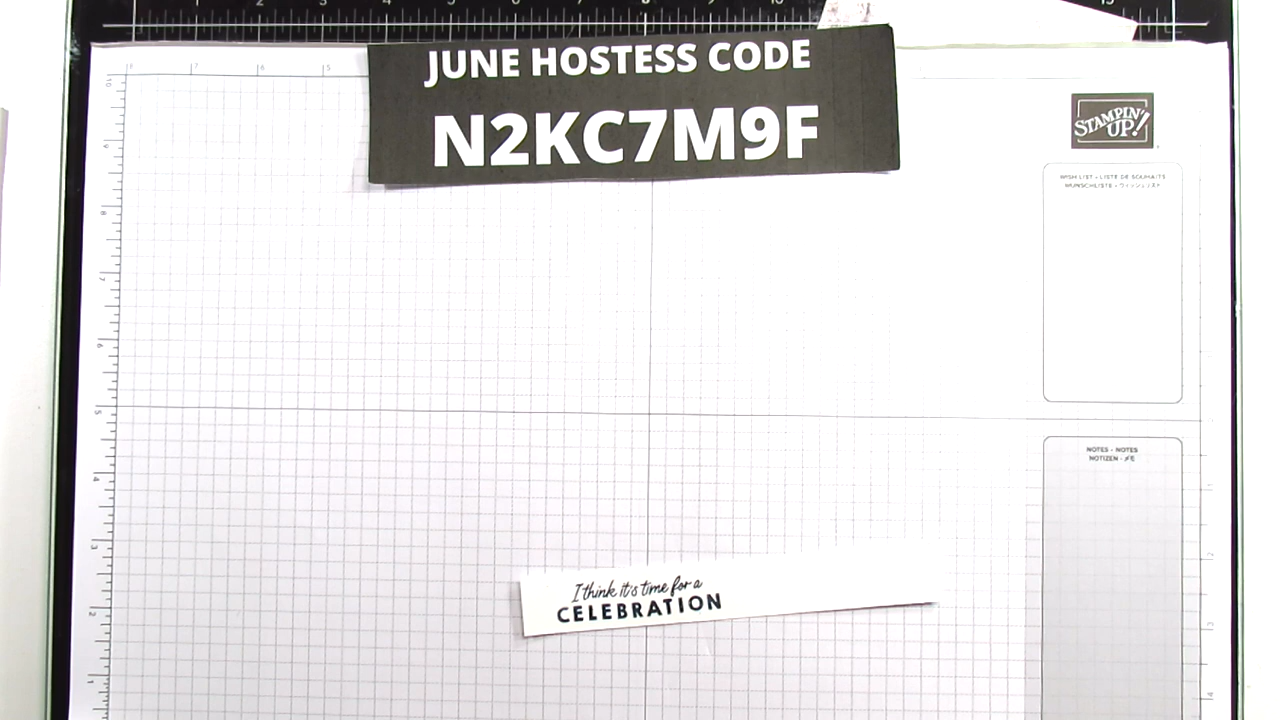 JUNE HOSTESS CODE
N2KC7M9F
STAMPIN' UP!
WISH LIST - LISTE DE SOUHAITS
WUNSCHLISTE - ウィッシュリスト
NOTES - NOTES
NOTIZEN - メモ
I think it's time for a
CELEBRATION